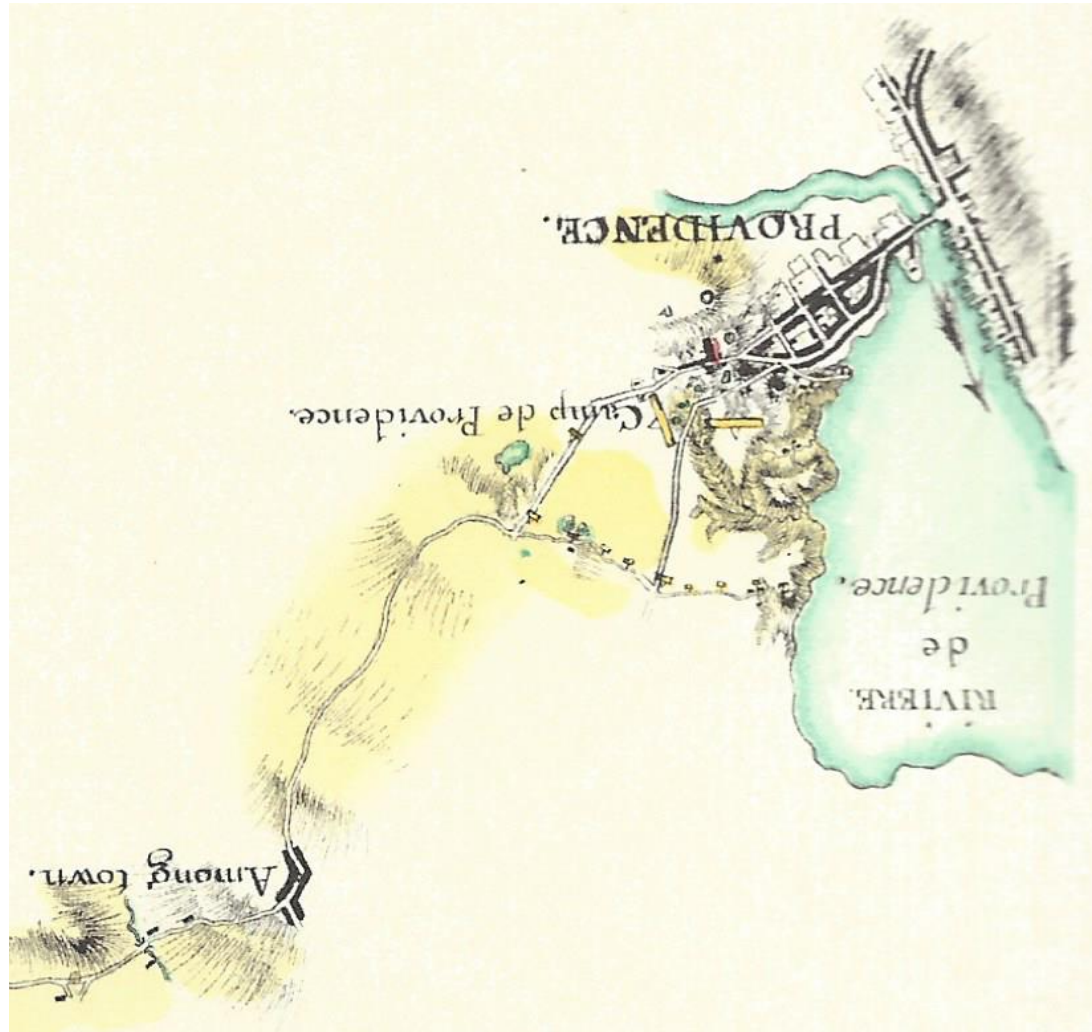 PROVIDENCE.
Camp de Providence.
RIVIERE.
de
Providence.
Among town.